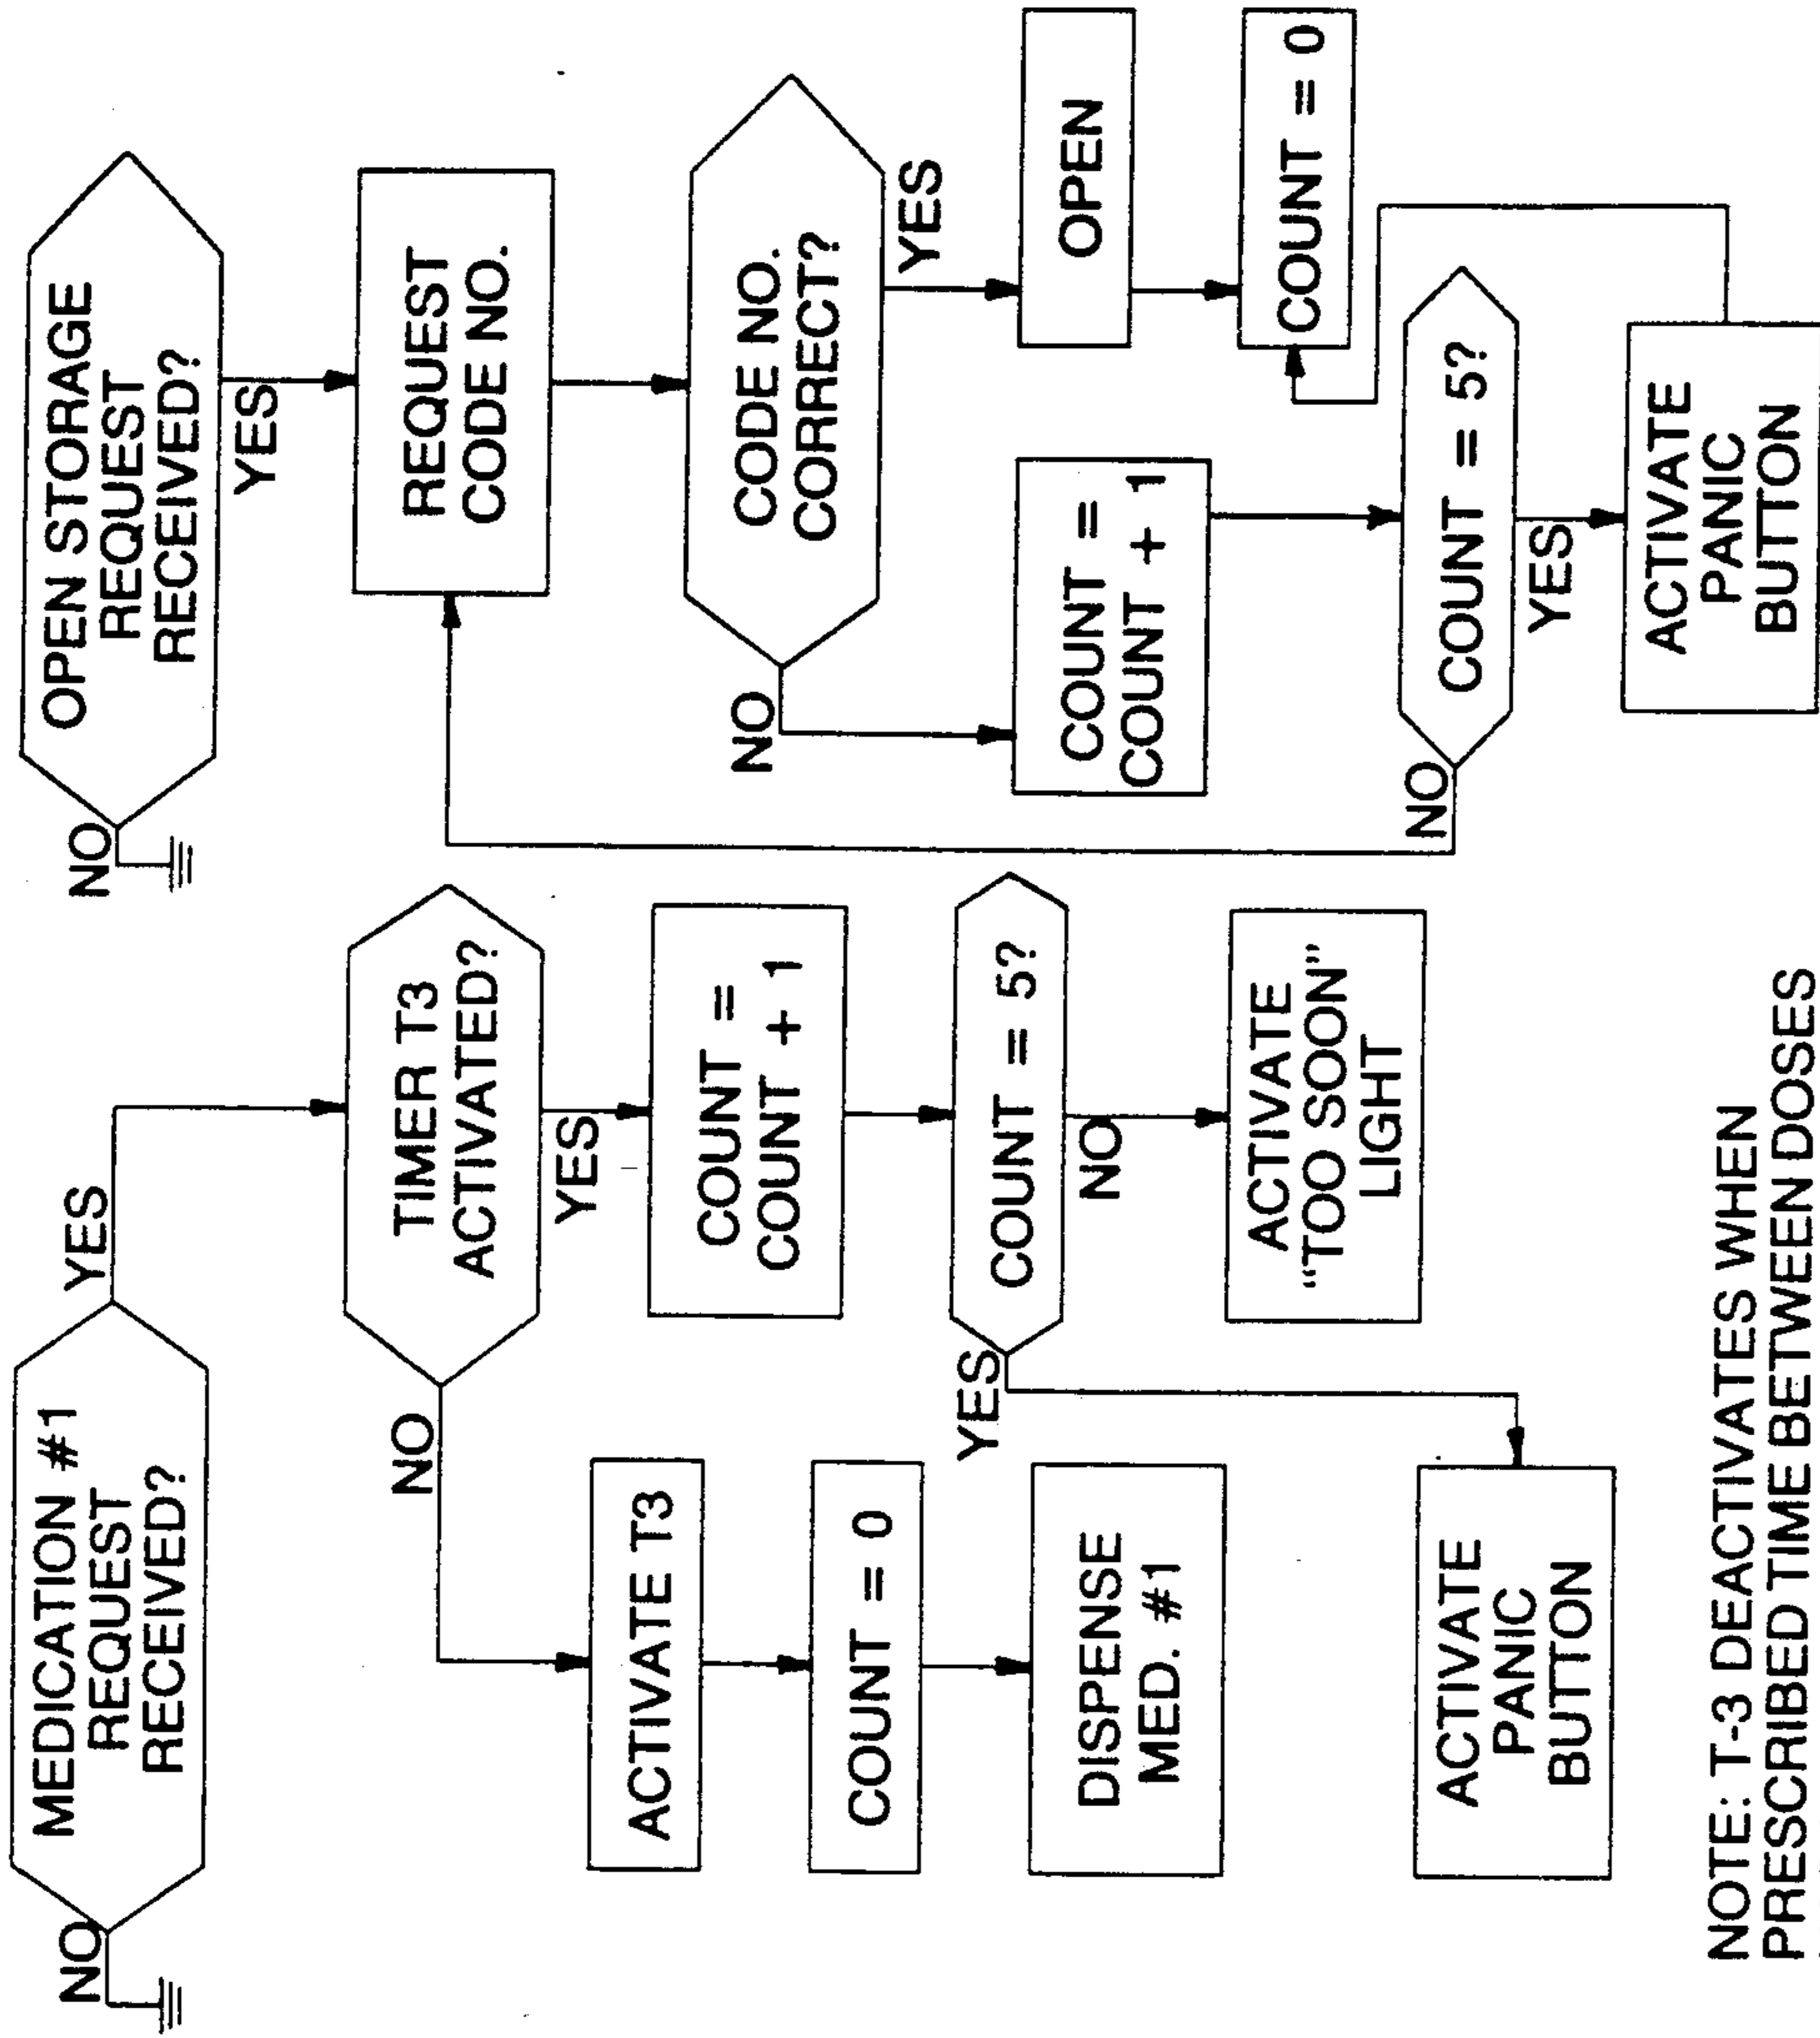 MEDICATION #1
REQUEST
RECEIVED?
NO
YES
TIMER T3
ACTIVATED?
NO
YES
ACTIVATE T3
COUNT = 0
DISPENSE
MED. #1
COUNT =
COUNT + 1
COUNT = 5?
YES
NO
ACTIVATE
"TOO SOON"
LIGHT
ACTIVATE
PANIC
BUTTON
NOTE: T-3 DEACTIVATES WHEN
PRESCRIBED TIME BETWEEN DOSES
OPEN STORAGE
REQUEST
RECEIVED?
NO
YES
REQUEST
CODE NO.
CODE NO.
CORRECT?
NO
YES
COUNT =
COUNT + 1
OPEN
COUNT = 0
COUNT = 5?
NO
YES
ACTIVATE
PANIC
BUTTON